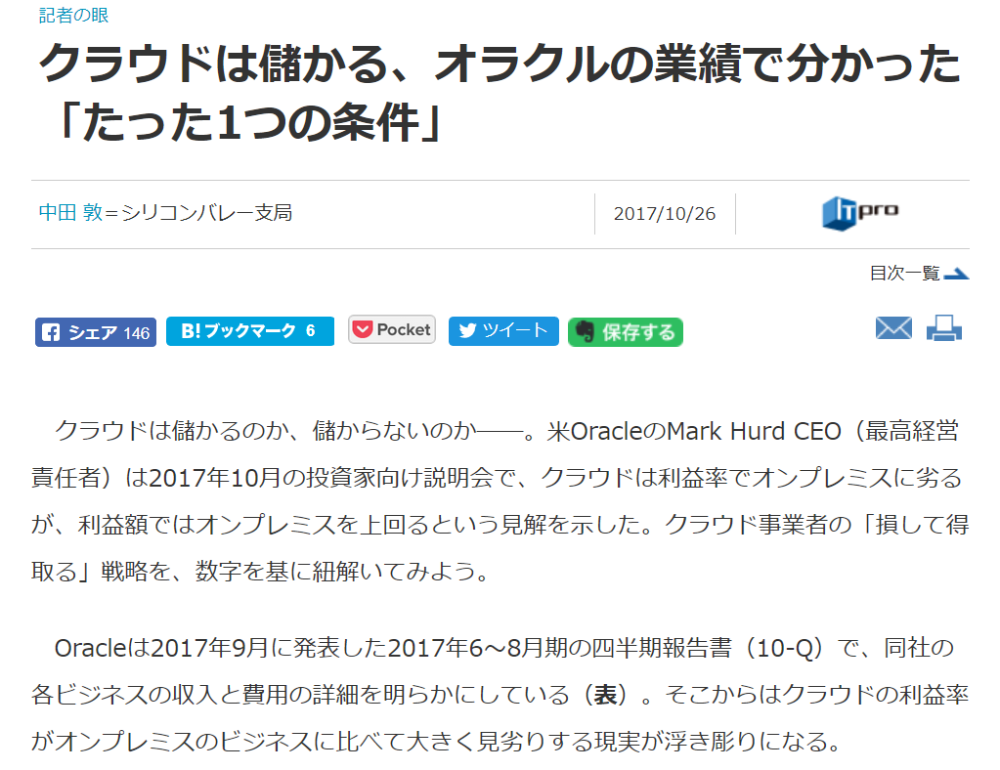 記者の眼
クラウドは儲かる、オラクルの業績で分かった
「たった1つの条件」
中田 敦＝シリコンバレー支局
2017/10/26
ITpro
目次一覧
シェア 146
B!ブックマーク 6
Pocket
ツイート
保存する
クラウドは儲かるのか、儲からないのか――。米OracleのMark Hurd CEO（最高経営
責任者）は2017年10月の投資家向け説明会で、クラウドは利益率でオンプレミスに劣る
が、利益額ではオンプレミスを上回るという見解を示した。クラウド事業者の「損して得
取る」戦略を、数字を基に紐解いてみよう。
Oracleは2017年9月に発表した2017年6～8月期の四半期報告書（10-Q）で、同社の
各ビジネスの収入と費用の詳細を明らかにしている（表）。そこからはクラウドの利益率
がオンプレミスのビジネスに比べて大きく見劣りする現実が浮き彫りになる。